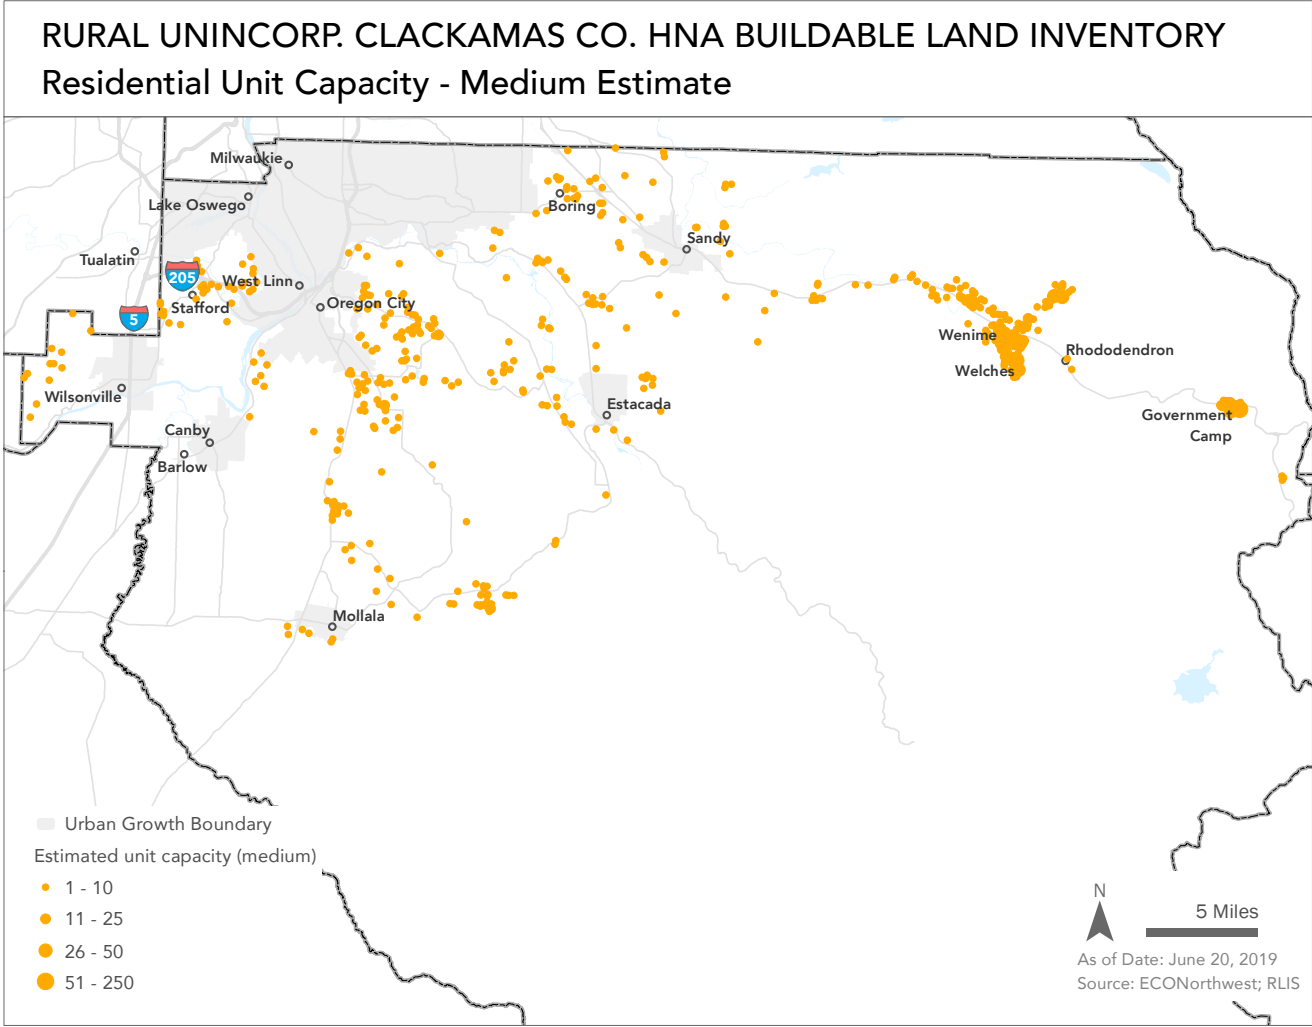 RURAL UNINCORP. CLACKAMAS CO. HNA BUILDABLE LAND INVENTORY
Residential Unit Capacity - Medium Estimate
Milwaukie
Lake Oswego
Boring
Tualatin
Sandy
205
West Linn
Stafford
Oregon City
5
Wenime
Rhododendron
Welches
Wilsonville
Estacada
Government
Camp
Canby
Barlow
Mollala
Urban Growth Boundary
Estimated unit capacity (medium)
1 - 10
11 - 25
26 - 50
51 - 250
N
5 Miles
As of Date: June 20, 2019
Source: ECONorthwest; RLIS